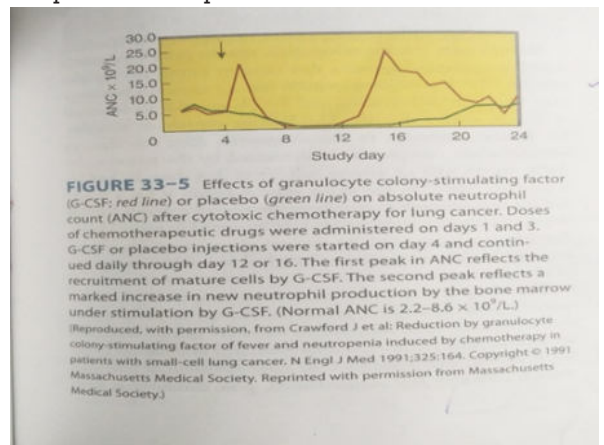 30.0
25.0
20.0
15.0
10.0
5.0
ANC × 10⁹/L
0 4 8 12 16 20 24
Study day
FIGURE 33–5 Effects of granulocyte colony-stimulating factor
(G-CSF; red line) or placebo (green line) on absolute neutrophil
count (ANC) after cytotoxic chemotherapy for lung cancer. Doses
of chemotherapeutic drugs were administered on days 1 and 3.
G-CSF or placebo injections were started on day 4 and contin-
ued daily through day 12 or 16. The first peak in ANC reflects the
recruitment of mature cells by G-CSF. The second peak reflects a
marked increase in new neutrophil production by the bone marrow
under stimulation by G-CSF. (Normal ANC is 2.2–8.6 × 10⁹/L.)
(Reproduced, with permission, from Crawford J et al: Reduction by granulocyte
colony-stimulating factor of fever and neutropenia induced by chemotherapy in
patients with small-cell lung cancer. N Engl J Med 1991;325:164. Copyright © 1991
Massachusetts Medical Society. Reprinted with permission from Massachusetts
Medical Society.)